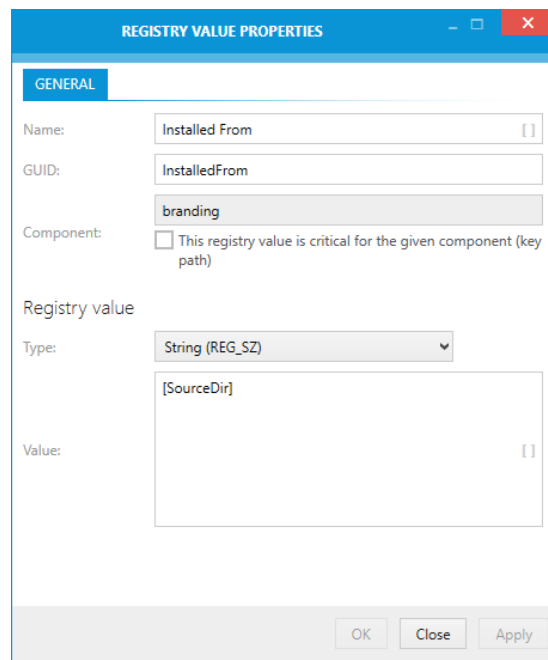 REGISTRY VALUE PROPERTIES
GENERAL
Name:
Installed From
[ ]
GUID:
InstalledFrom
branding
Component:
This registry value is critical for the given component (key
path)
Registry value
Type:
String (REG_SZ)
[SourceDir]
Value:
[ ]
OK
Close
Apply